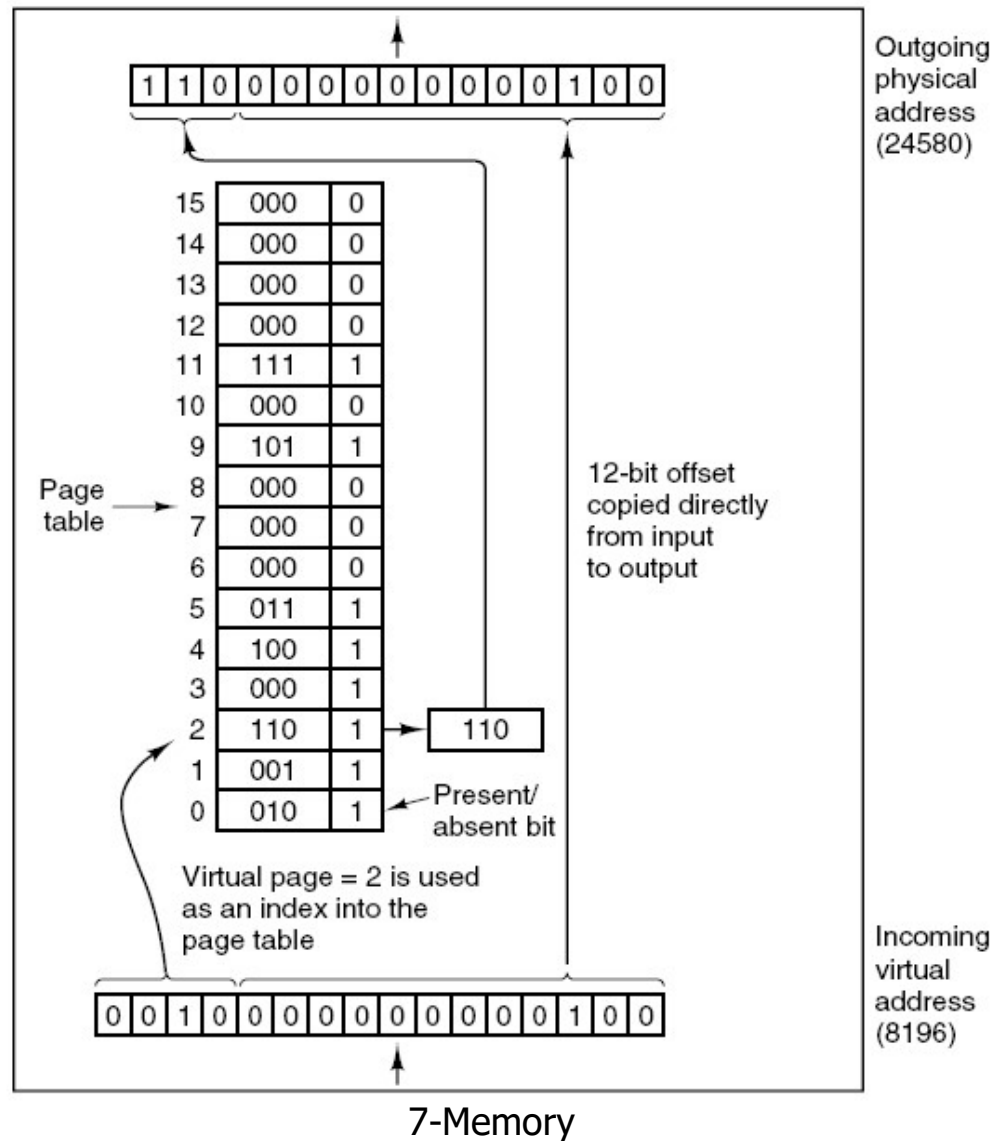 1 1 0 0 0 0 0 0 0 0 0 0 1 0 0
Outgoing
physical
address
(24580)
15 000 0
14 000 0
13 000 0
12 000 0
11 111 1
10 000 0
9 101 1
8 000 0
7 000 0
6 000 0
5 011 1
4 100 1
3 000 1
2 110 1 110
1 001 1
0 010 1
Page
table
12-bit offset
copied directly
from input
to output
Present/
absent bit
Virtual page = 2 is used
as an index into the
page table
0 0 1 0 0 0 0 0 0 0 0 0 0 1 0 0
Incoming
virtual
address
(8196)
7-Memory